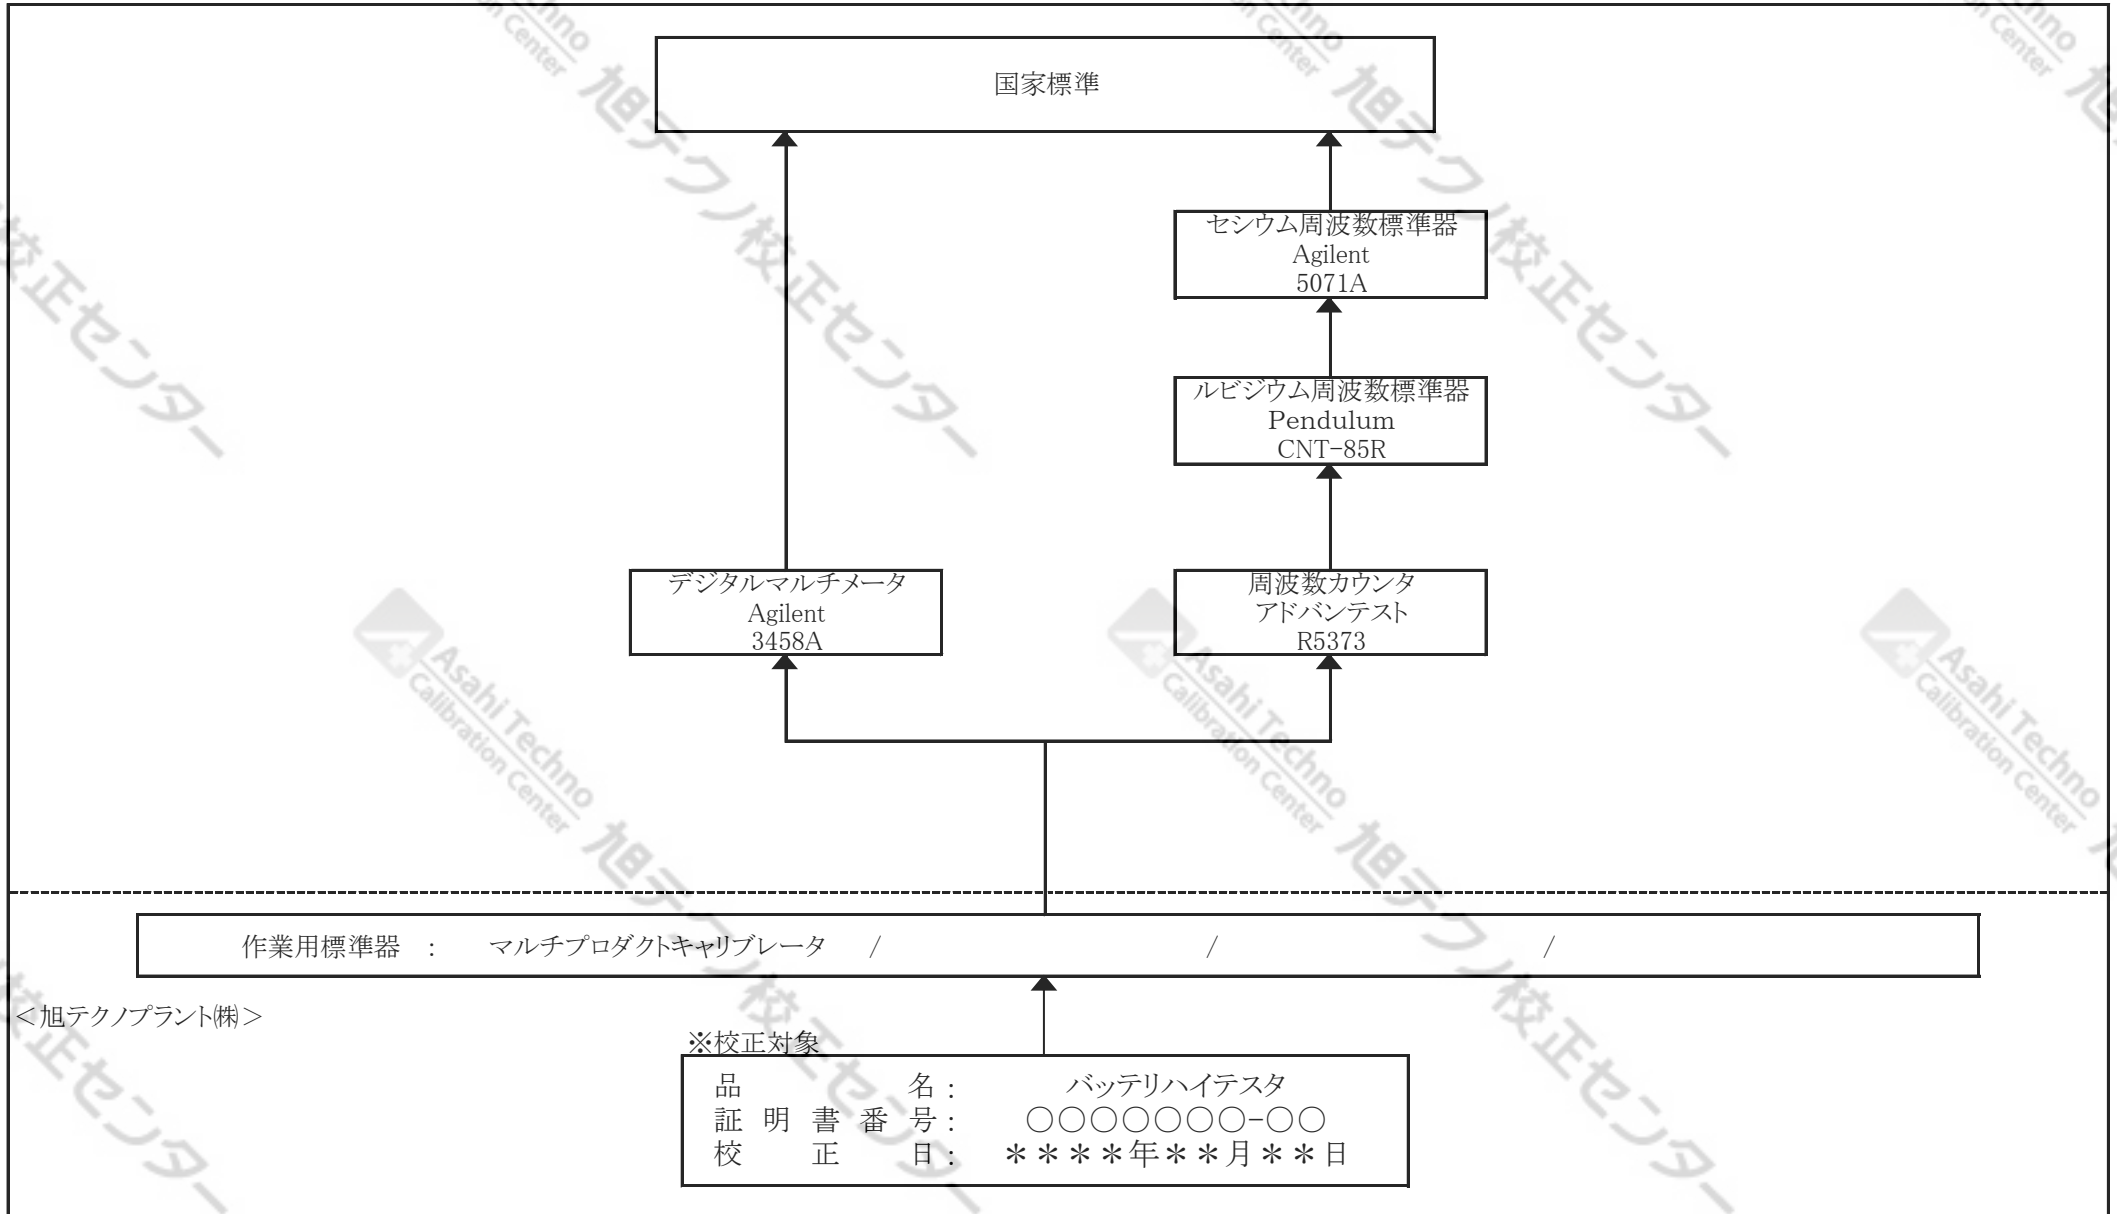 国家標準
セシウム周波数標準器
Agilent
5071A
ルビジウム周波数標準器
Pendulum
CNT-85R
デジタルマルチメータ
Agilent
3458A
周波数カウンタ
アドバンテスト
R5373
作業用標準器 : マルチプロダクトキャリブレータ / / /
<旭テクノプラント㈱>
※校正対象
品名: バッテリハイテスタ
証明書番号: ○○○○○○○-○○
校正日: ****年**月**日
Asahi Techno
Calibration Center
旭テクノ校正センター